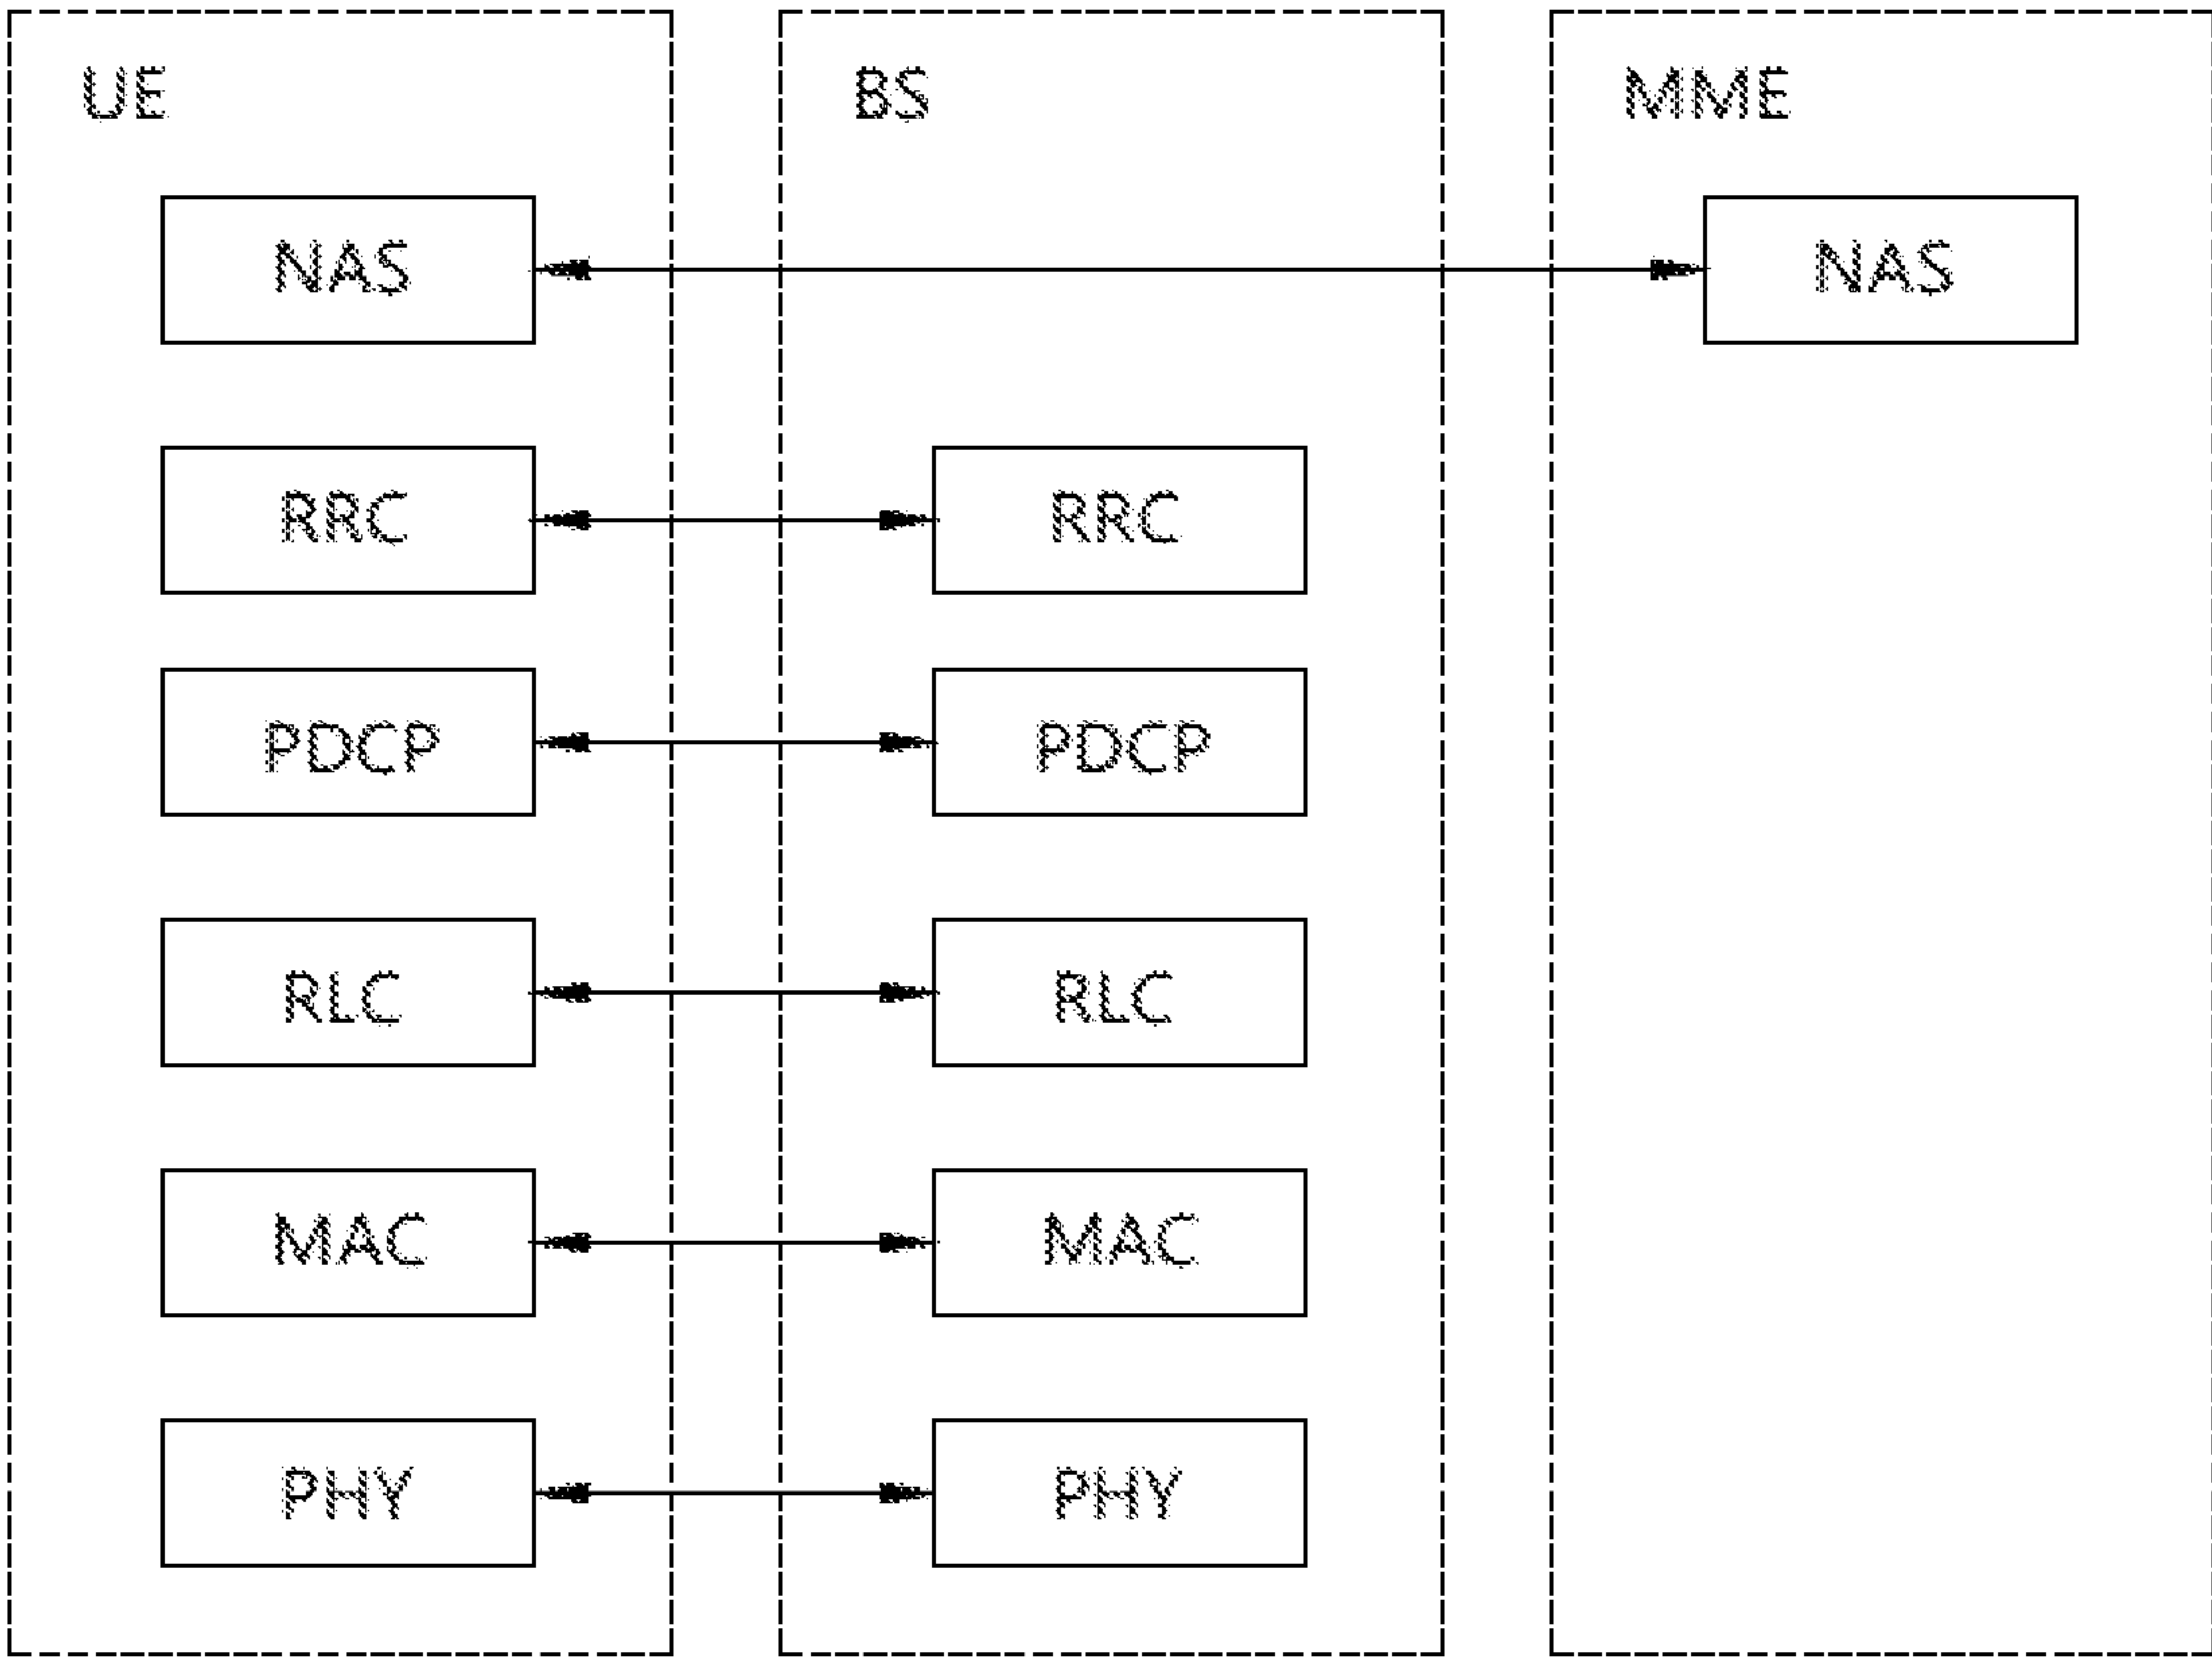 UE BS MME
NAS NAS
RRC RRC
PDCP PDCP
RLC RLC
MAC MAC
PHY PHY